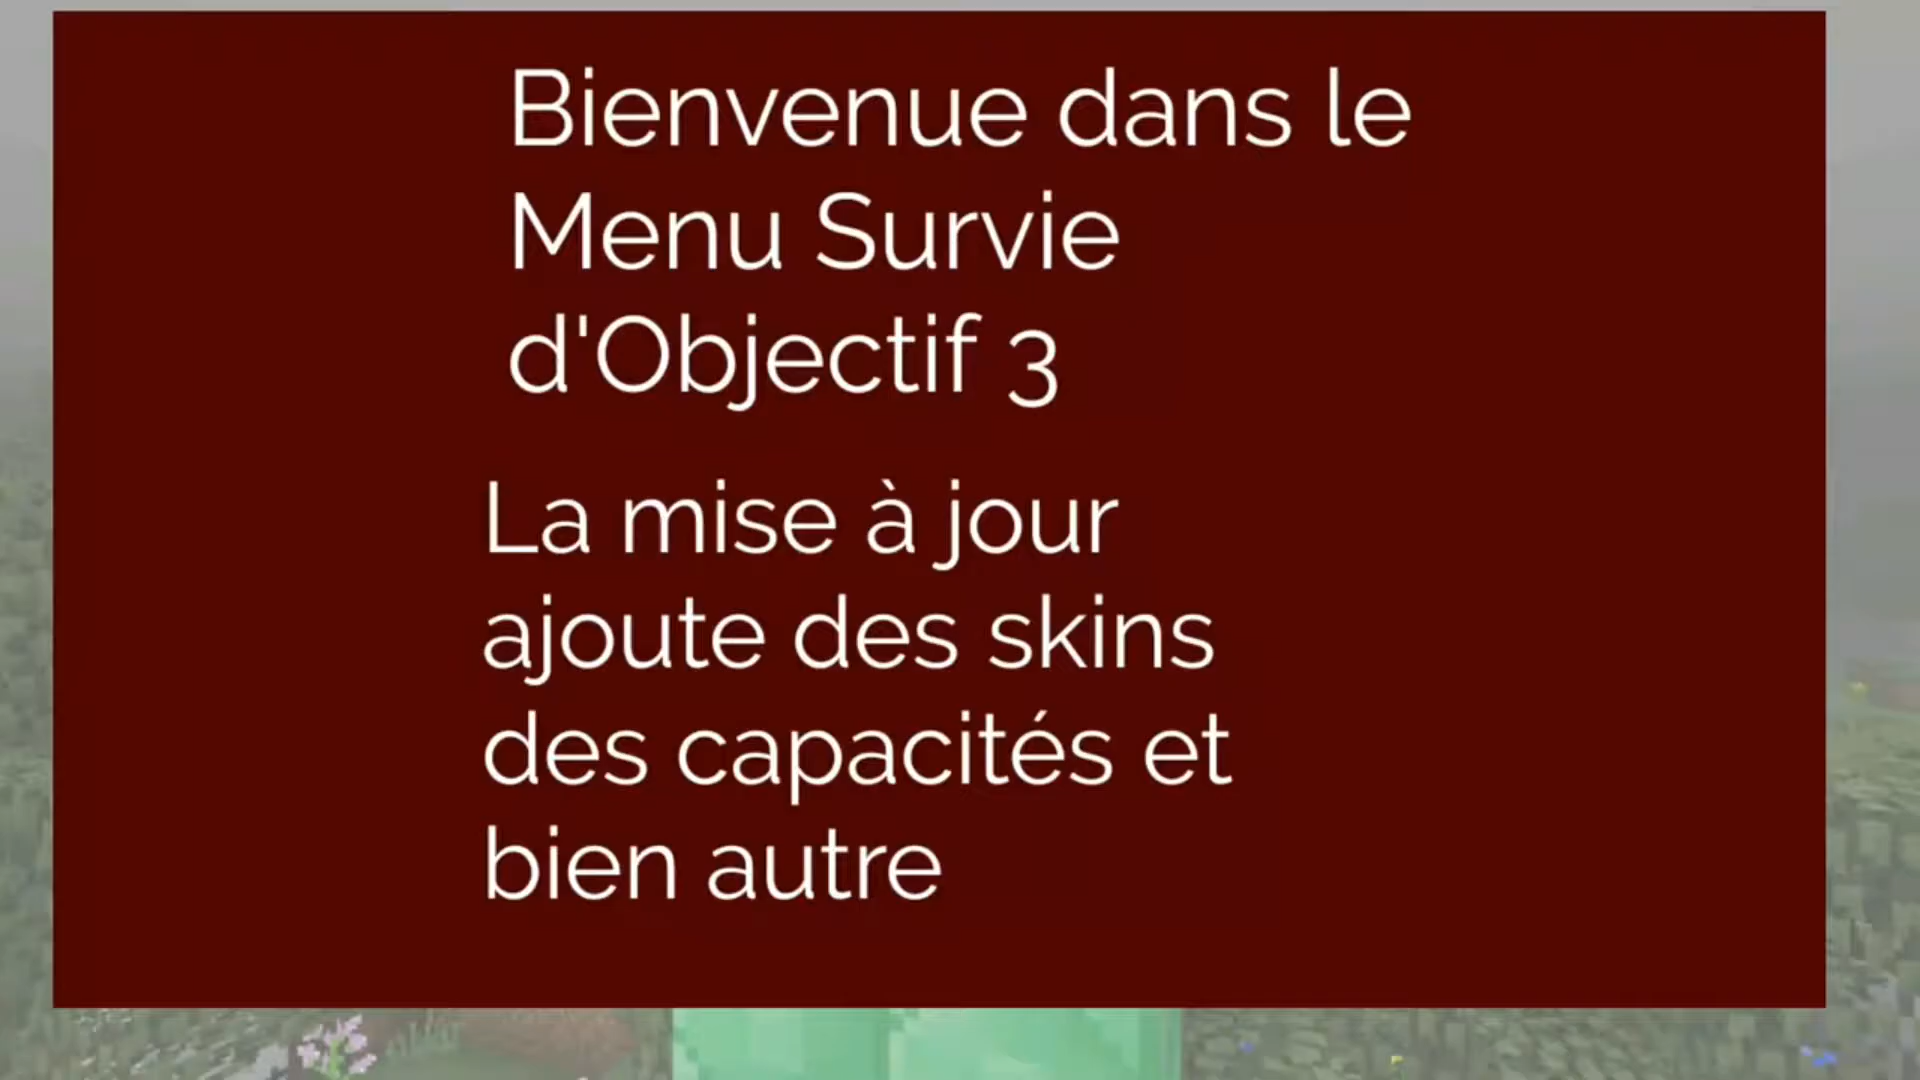 Bienvenue dans le
Menu Survie
d'Objectif 3
La mise à jour
ajoute des skins
des capacités et
bien autre